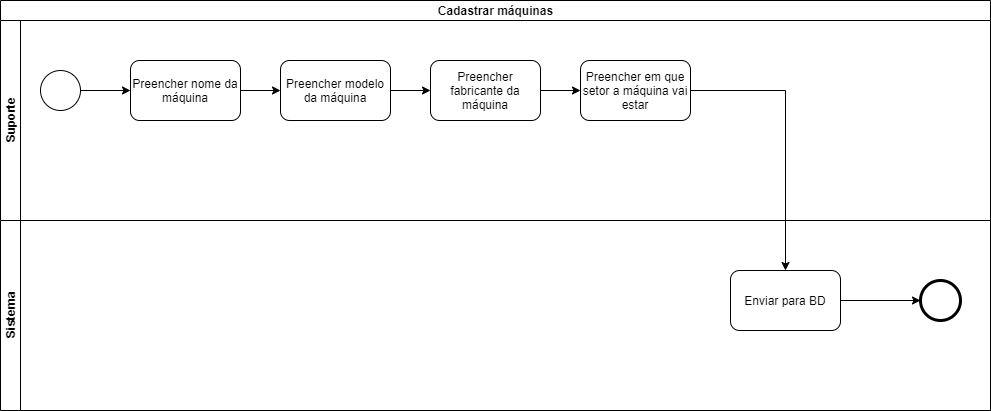 Cadastrar máquinas
Suporte
Preencher nome da
máquina
Preencher modelo
da máquina
Preencher
fabricante da
máquina
Preencher em que
setor a máquina vai
estar
Sistema
Enviar para BD